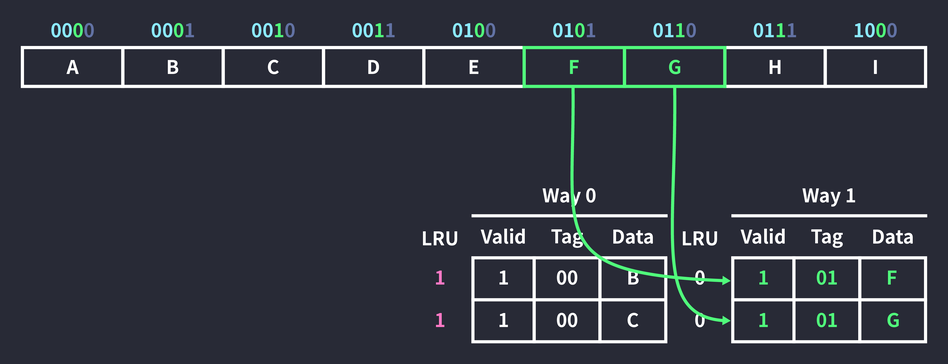 0000 0001 0010 0011 0100 0101 0110 0111 1000
A B C D E F G H I
Way 0 Way 1
LRU Valid Tag Data LRU Valid Tag Data
1 1 00 B 0 1 01 F
1 1 00 C 0 1 01 G